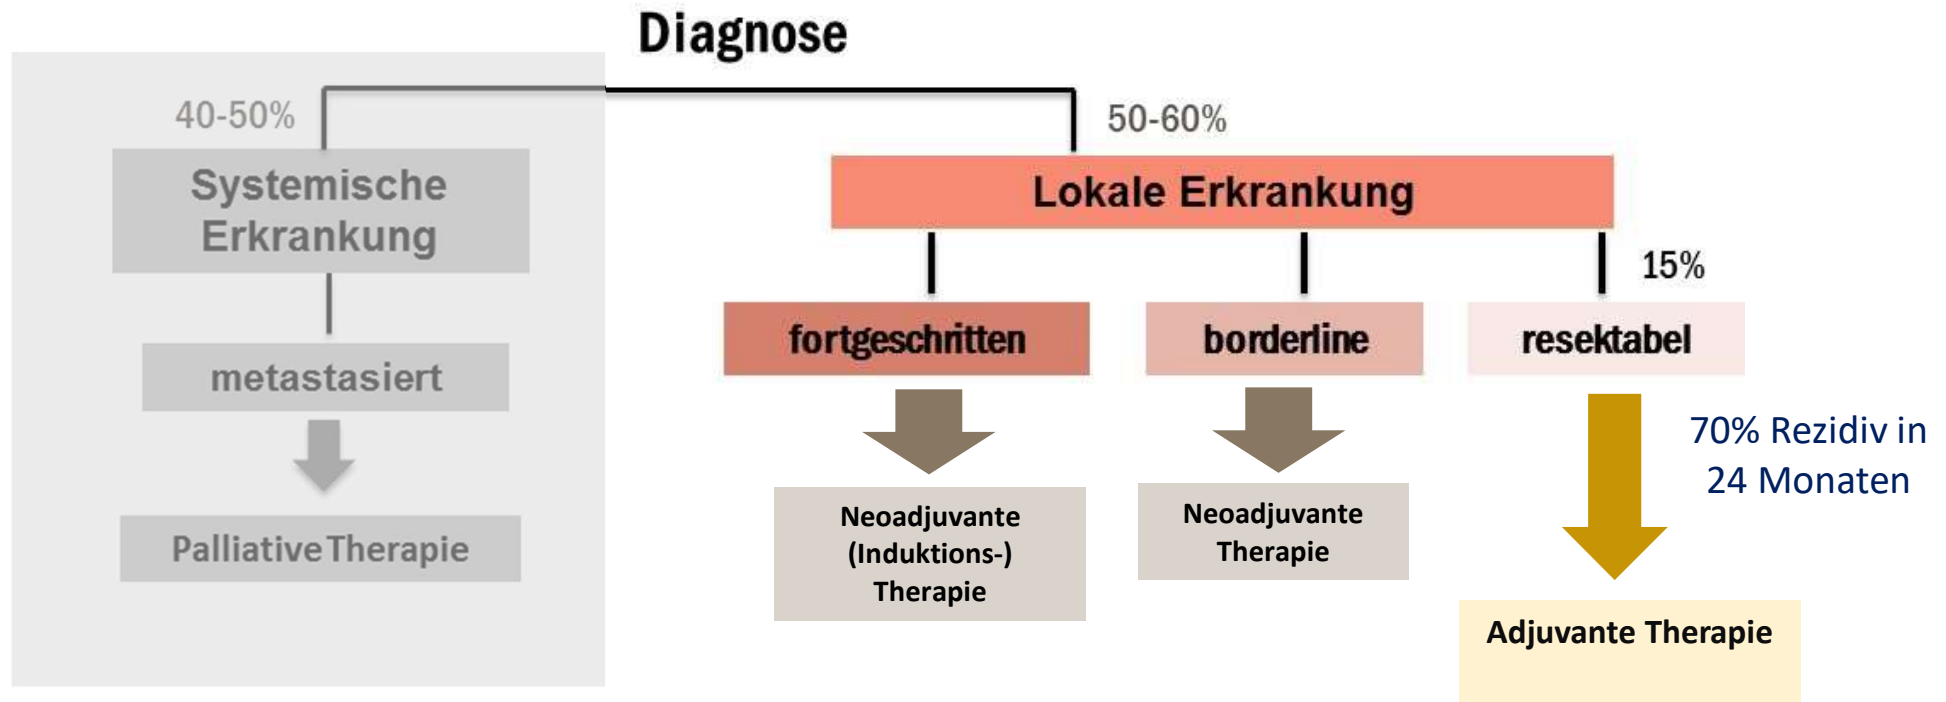 Diagnose
40-50%
Systemische
Erkrankung
metastasiert
Palliative Therapie
50-60%
Lokale Erkrankung
15%
fortgeschritten
borderline
resektabel
70% Rezidiv in
24 Monaten
Neoadjuvante
(Induktions-)
Therapie
Neoadjuvante
Therapie
Adjuvante Therapie